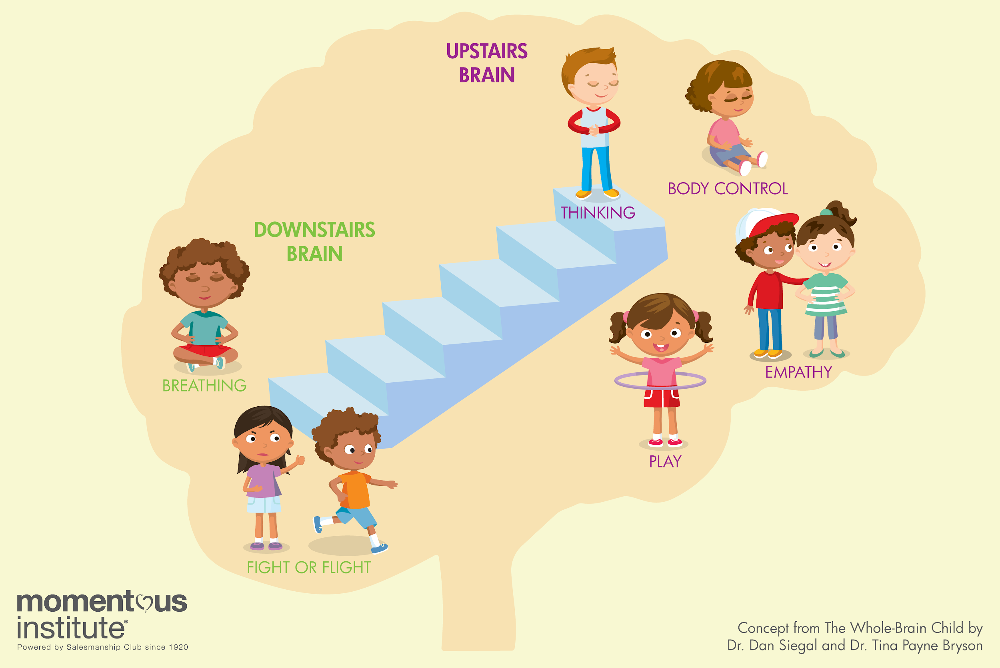 UPSTAIRS
BRAIN
THINKING
BODY CONTROL
DOWNSTAIRS
BRAIN
BREATHING
EMPATHY
PLAY
FIGHT OR FLIGHT
momentous
institute®
Powered by Salesmanship Club since 1920
Concept from The Whole-Brain Child by
Dr. Dan Siegal and Dr. Tina Payne Bryson